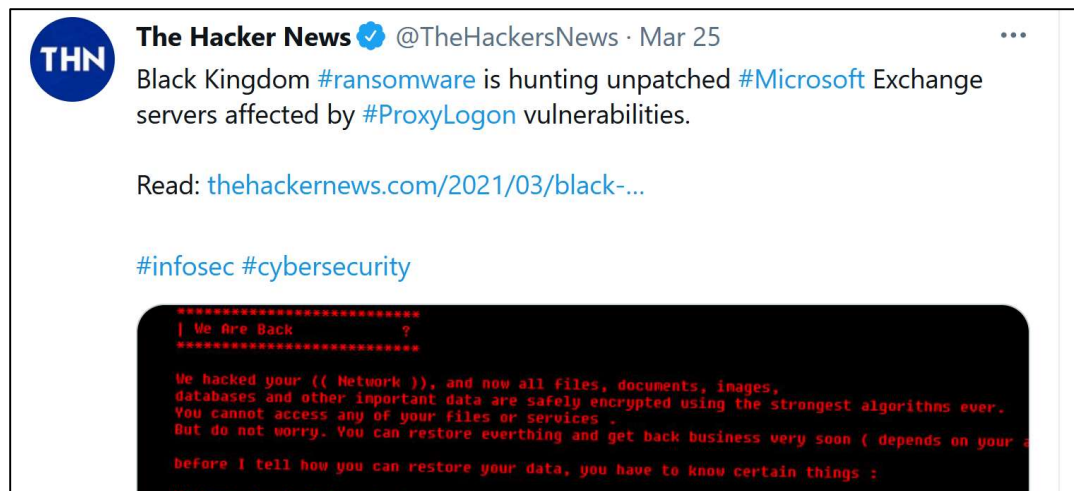 THN
The Hacker News @TheHackersNews · Mar 25
Black Kingdom #ransomware is hunting unpatched #Microsoft Exchange
servers affected by #ProxyLogon vulnerabilities.
Read: thehackernews.com/2021/03/black-...
#infosec #cybersecurity
***************************
| We Are Back ?
***************************
We hacked your (( Network )), and now all files, documents, images,
databases and other important data are safely encrypted using the strongest algorithms ever.
You cannot access any of your files or services .
But do not worry. You can restore everthing and get back business very soon ( depends on your a
before I tell how you can restore your data, you have to know certain things :